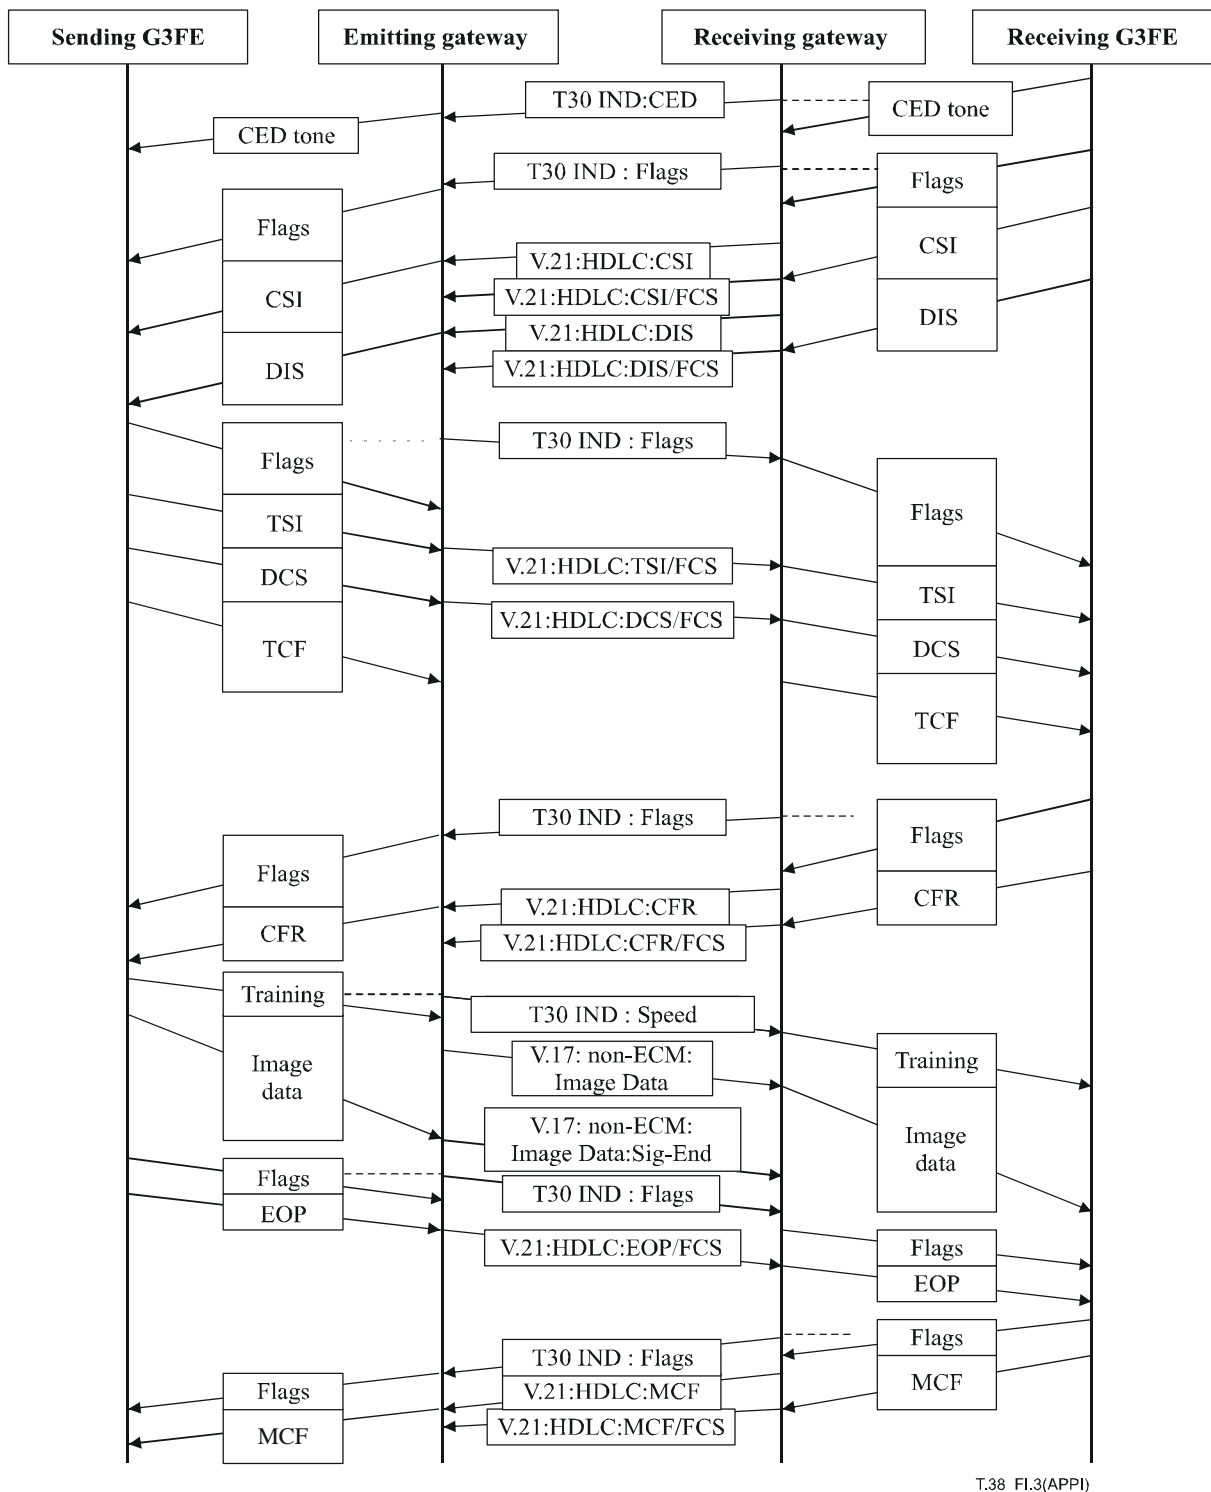 Sending G3FE
Emitting gateway
Receiving gateway
Receiving G3FE
T30 IND:CED
CED tone
CED tone
T30 IND : Flags
Flags
Flags
CSI
V.21:HDLC:CSI
CSI
V.21:HDLC:CSI/FCS
DIS
V.21:HDLC:DIS
V.21:HDLC:DIS/FCS
DIS
T30 IND : Flags
Flags
Flags
TSI
V.21:HDLC:TSI/FCS
DCS
TSI
V.21:HDLC:DCS/FCS
TCF
DCS
TCF
T30 IND : Flags
Flags
Flags
CFR
V.21:HDLC:CFR
CFR
V.21:HDLC:CFR/FCS
Training
T30 IND : Speed
Training
V.17: non-ECM:
Image Data
Image
data
V.17: non-ECM:
Image Data:Sig-End
Image
data
Flags
T30 IND : Flags
EOP
V.21:HDLC:EOP/FCS
Flags
EOP
Flags
T30 IND : Flags
MCF
Flags
V.21:HDLC:MCF
V.21:HDLC:MCF/FCS
MCF
T.38_FI.3(APPI)